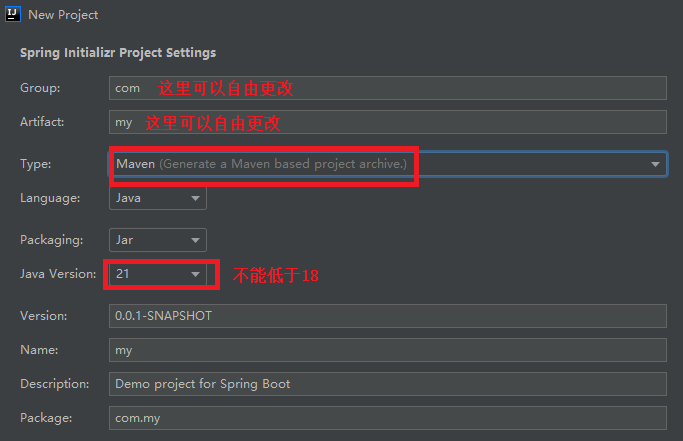 IJ New Project
Spring Initializr Project Settings
Group: com 这里可以自由更改
Artifact: my 这里可以自由更改
Type: Maven (Generate a Maven based project archive.)
Language: Java
Packaging: Jar
Java Version: 21 不能低于18
Version: 0.0.1-SNAPSHOT
Name: my
Description: Demo project for Spring Boot
Package: com.my